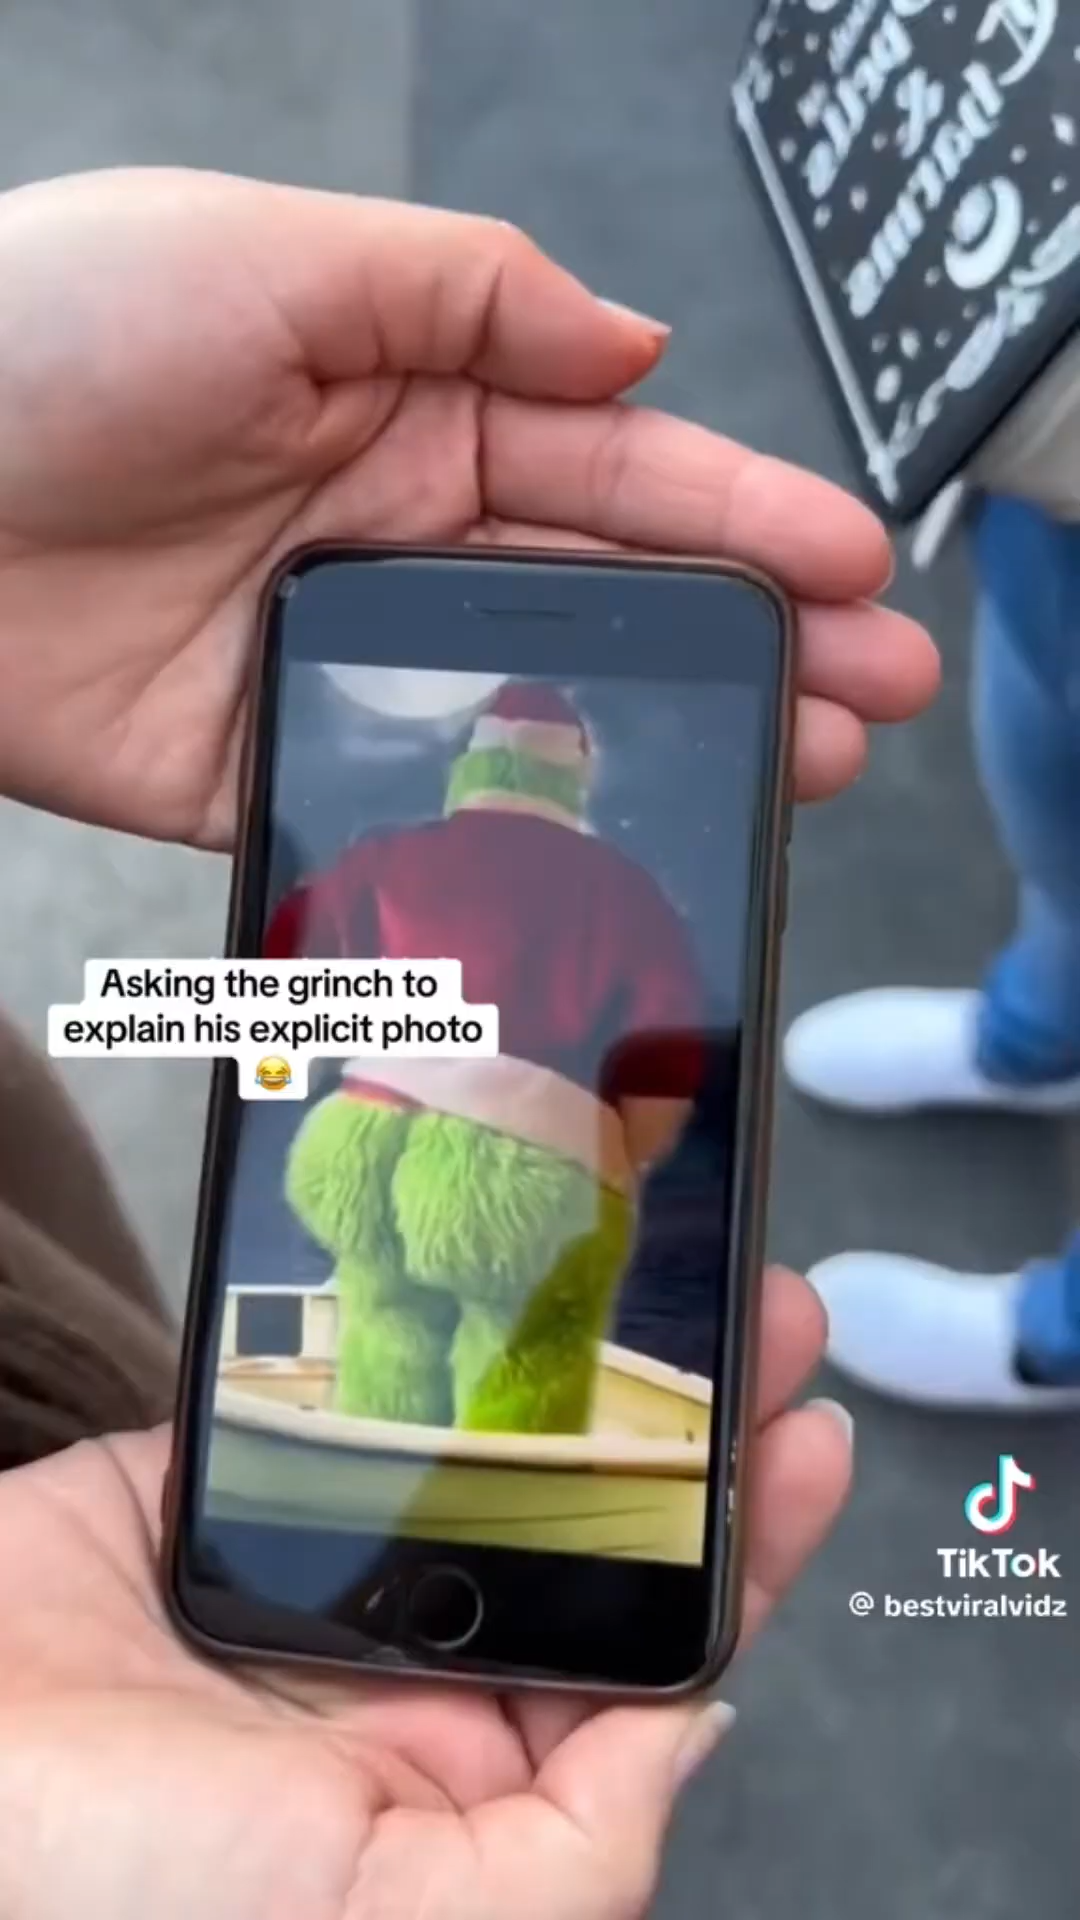 Asking the grinch to
explain his explicit photo
😂
TikTok
@ bestviralvidz